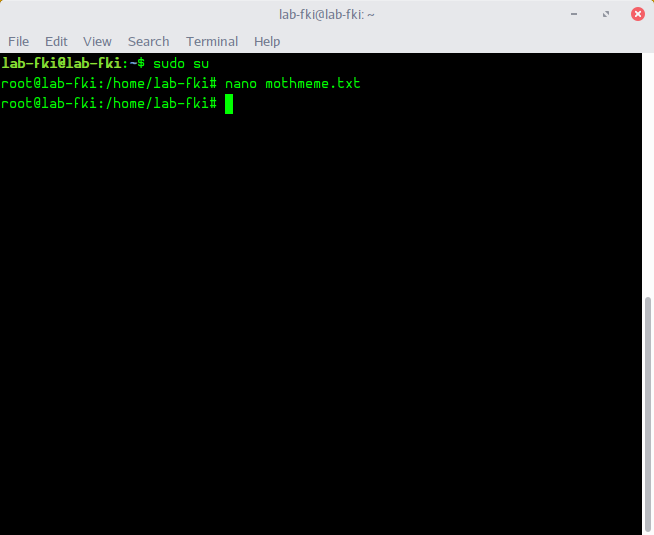 lab-fki@lab-fki: ~
File Edit View Search Terminal Help
lab-fki@lab-fki:~$ sudo su
root@lab-fki:/home/lab-fki# nano mothmeme.txt
root@lab-fki:/home/lab-fki#